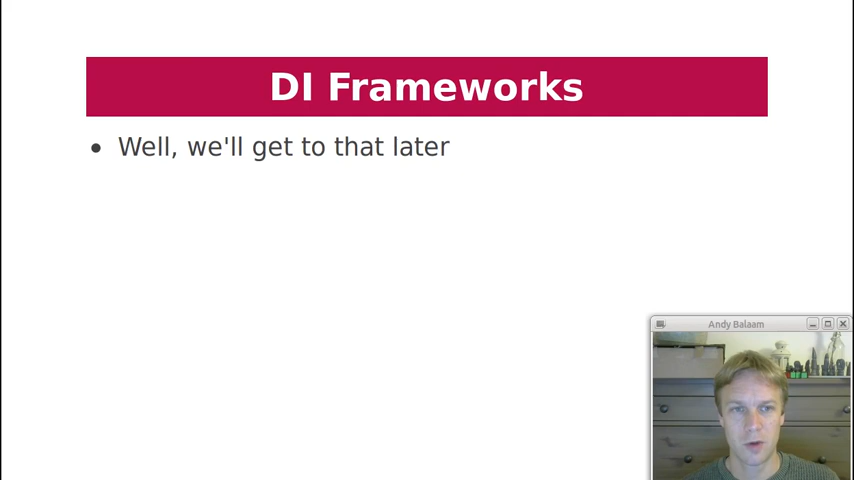 DI Frameworks
• Well, we'll get to that later
Andy Balaam